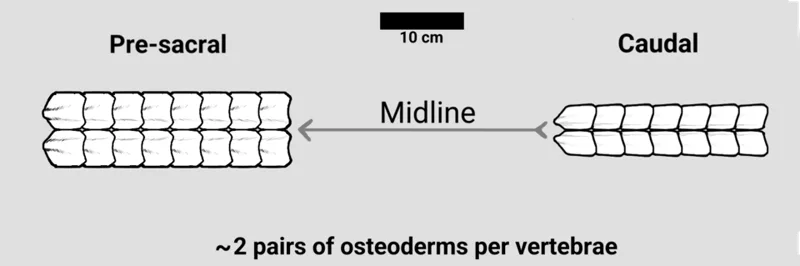 10 cm
Pre-sacral
Caudal
Midline
~2 pairs of osteoderms per vertebrae